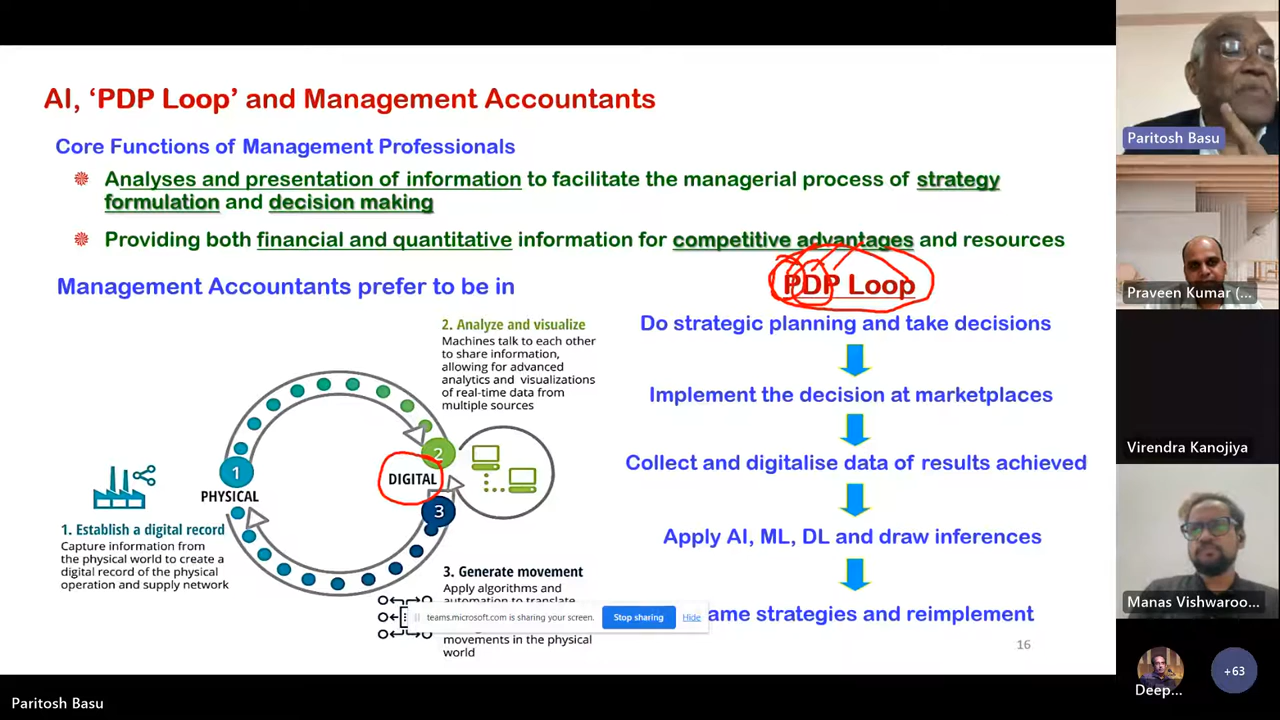 AI, ‘PDP Loop’ and Management Accountants
Core Functions of Management Professionals
Analyses and presentation of information to facilitate the managerial process of strategy
formulation and decision making
Providing both financial and quantitative information for competitive advantages and resources
Management Accountants prefer to be in
PDP Loop
2. Analyze and visualize
Machines talk to each other
to share information,
allowing for advanced
analytics and visualizations
of real-time data from
multiple sources
1
PHYSICAL
2
DIGITAL
3
1. Establish a digital record
Capture information from
the physical world to create a
digital record of the physical
operation and supply network
3. Generate movement
Apply algorithms and
automation to translate
movements in the physical
world
teams.microsoft.com is sharing your screen.
Stop sharing
Hide
Do strategic planning and take decisions
Implement the decision at marketplaces
Collect and digitalise data of results achieved
Apply AI, ML, DL and draw inferences
ame strategies and reimplement
16
Paritosh Basu
Paritosh Basu
Praveen Kumar (...
Virendra Kanojiya
Manas Vishwaroo...
Deep...
+63